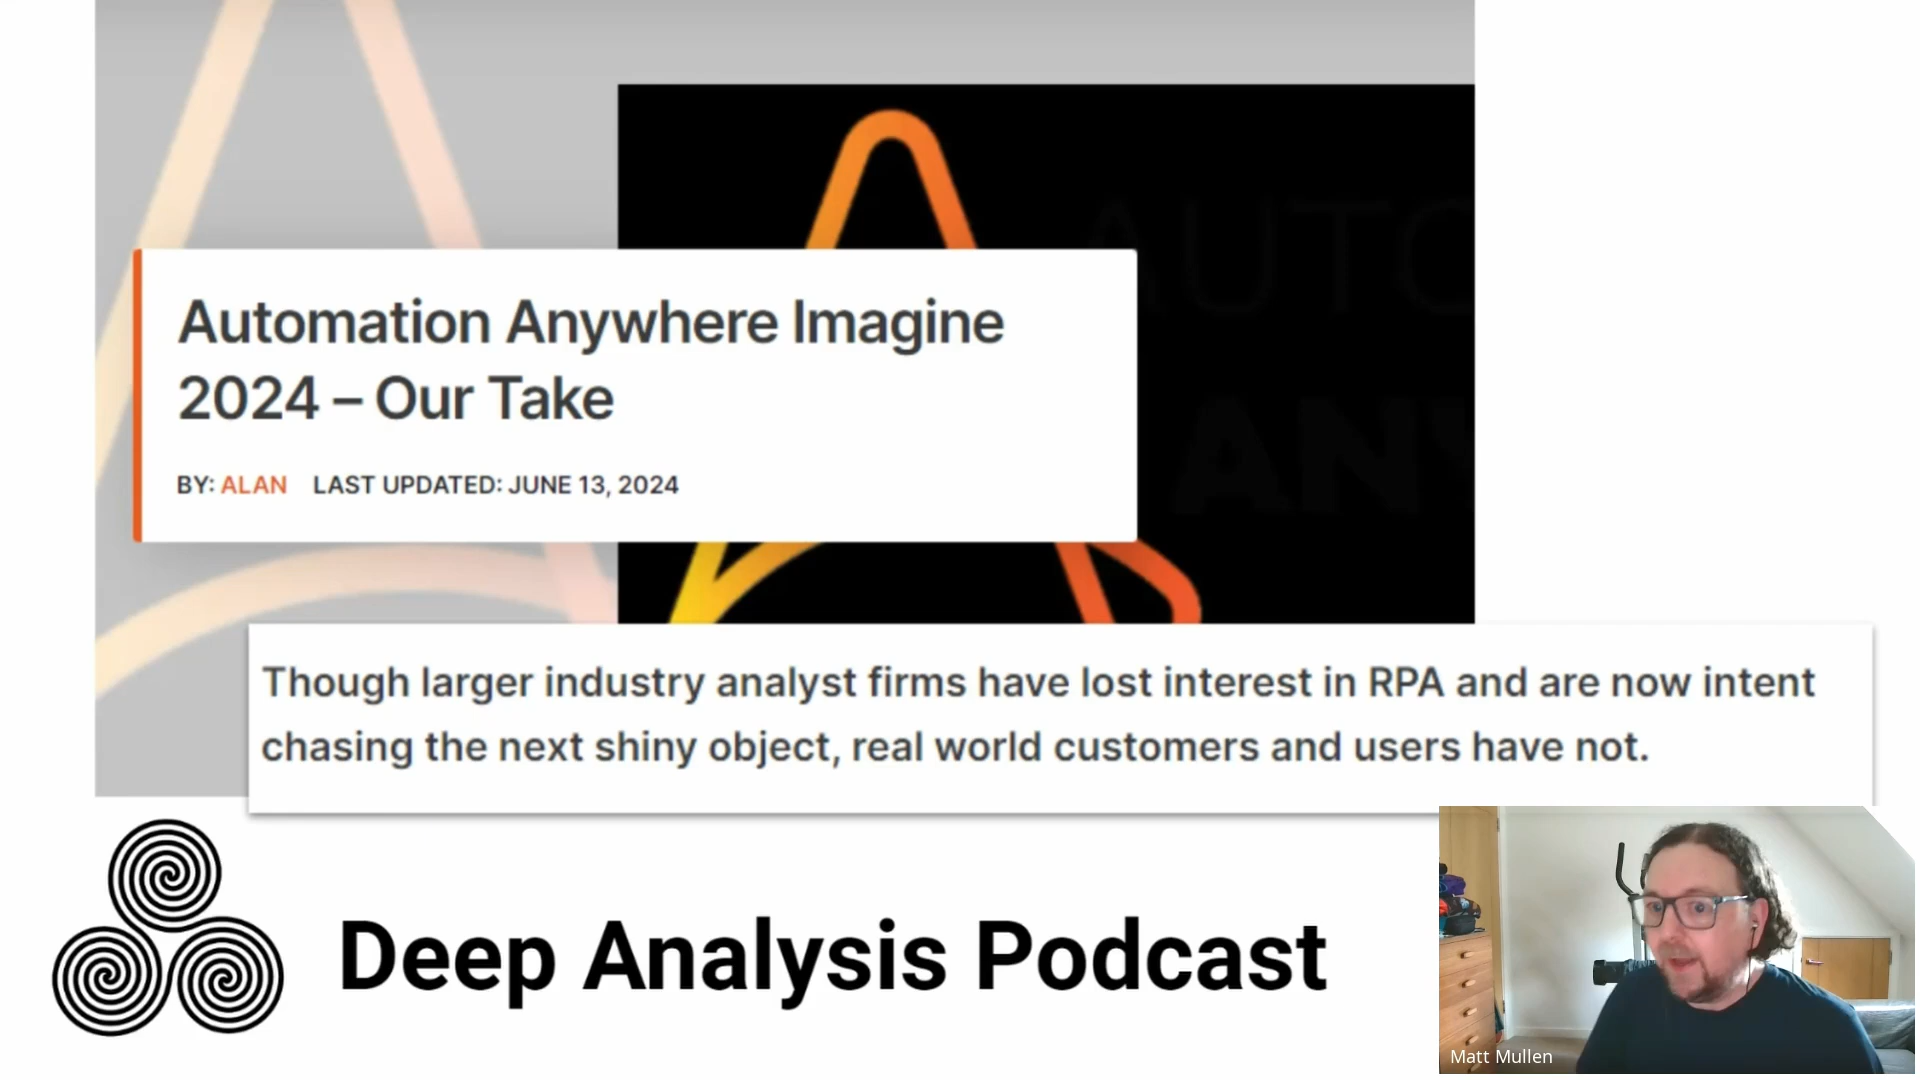 AUTO
ANY
Automation Anywhere Imagine
2024 – Our Take
BY: ALAN LAST UPDATED: JUNE 13, 2024
Though larger industry analyst firms have lost interest in RPA and are now intent
chasing the next shiny object, real world customers and users have not.
Deep Analysis Podcast
Matt Mullen